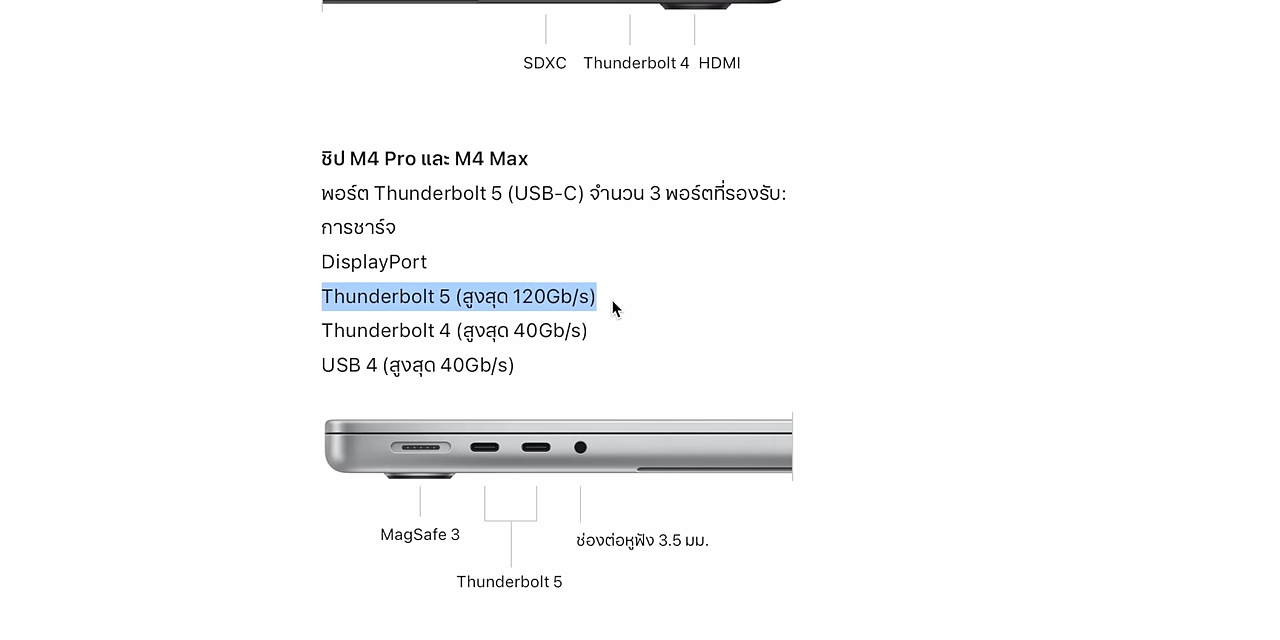 SDXC Thunderbolt 4 HDMI
ชิป M4 Pro และ M4 Max
พอร์ต Thunderbolt 5 (USB-C) จำนวน 3 พอร์ตที่รองรับ:
การชาร์จ
DisplayPort
Thunderbolt 5 (สูงสุด 120Gb/s)
Thunderbolt 4 (สูงสุด 40Gb/s)
USB 4 (สูงสุด 40Gb/s)
MagSafe 3
ช่องต่อหูฟัง 3.5 มม.
Thunderbolt 5